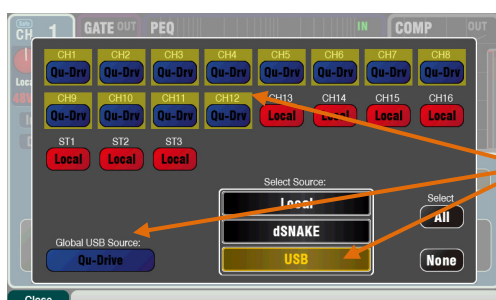 CH 1 GATE OUT PEQ IN COMP OUT
CH1 CH2 CH3 CH4 CH5 CH6 CH7 CH8
Qu-Drv Qu-Drv Qu-Drv Qu-Drv Qu-Drv Qu-Drv Qu-Drv Qu-Drv
CH9 CH10 CH11 CH12 CH13 CH14 CH15 CH16
Qu-Drv Qu-Drv Qu-Drv Qu-Drv Local Local Local Local
ST1 ST2 ST3
Local Local Local
Select Source:
Local
Select
All
dSNAKE
Global USB Source:
Qu-Drive
USB
None
Close